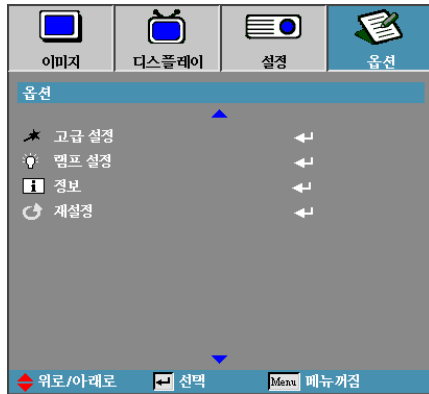 이미지 디스플레이 설정 옵션
옵션
고급 설정
램프 설정
정보
재설정
위로/아래로 선택 Menu 메뉴꺼짐